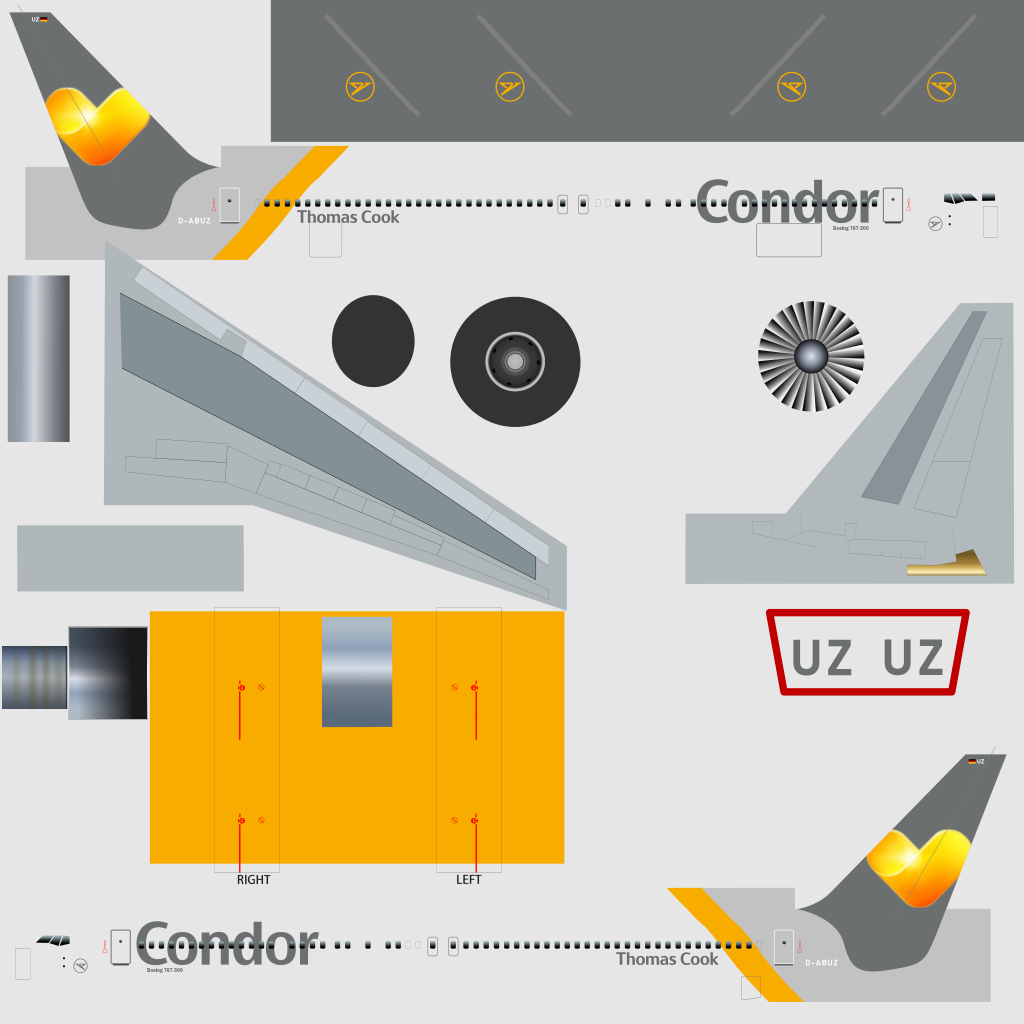 UZ
Condor
Thomas Cook
D-ABUZ
Boeing 767-300
UZ UZ
UZ
RIGHT
LEFT
Condor
Thomas Cook
D-ABUZ
Boeing 767-300